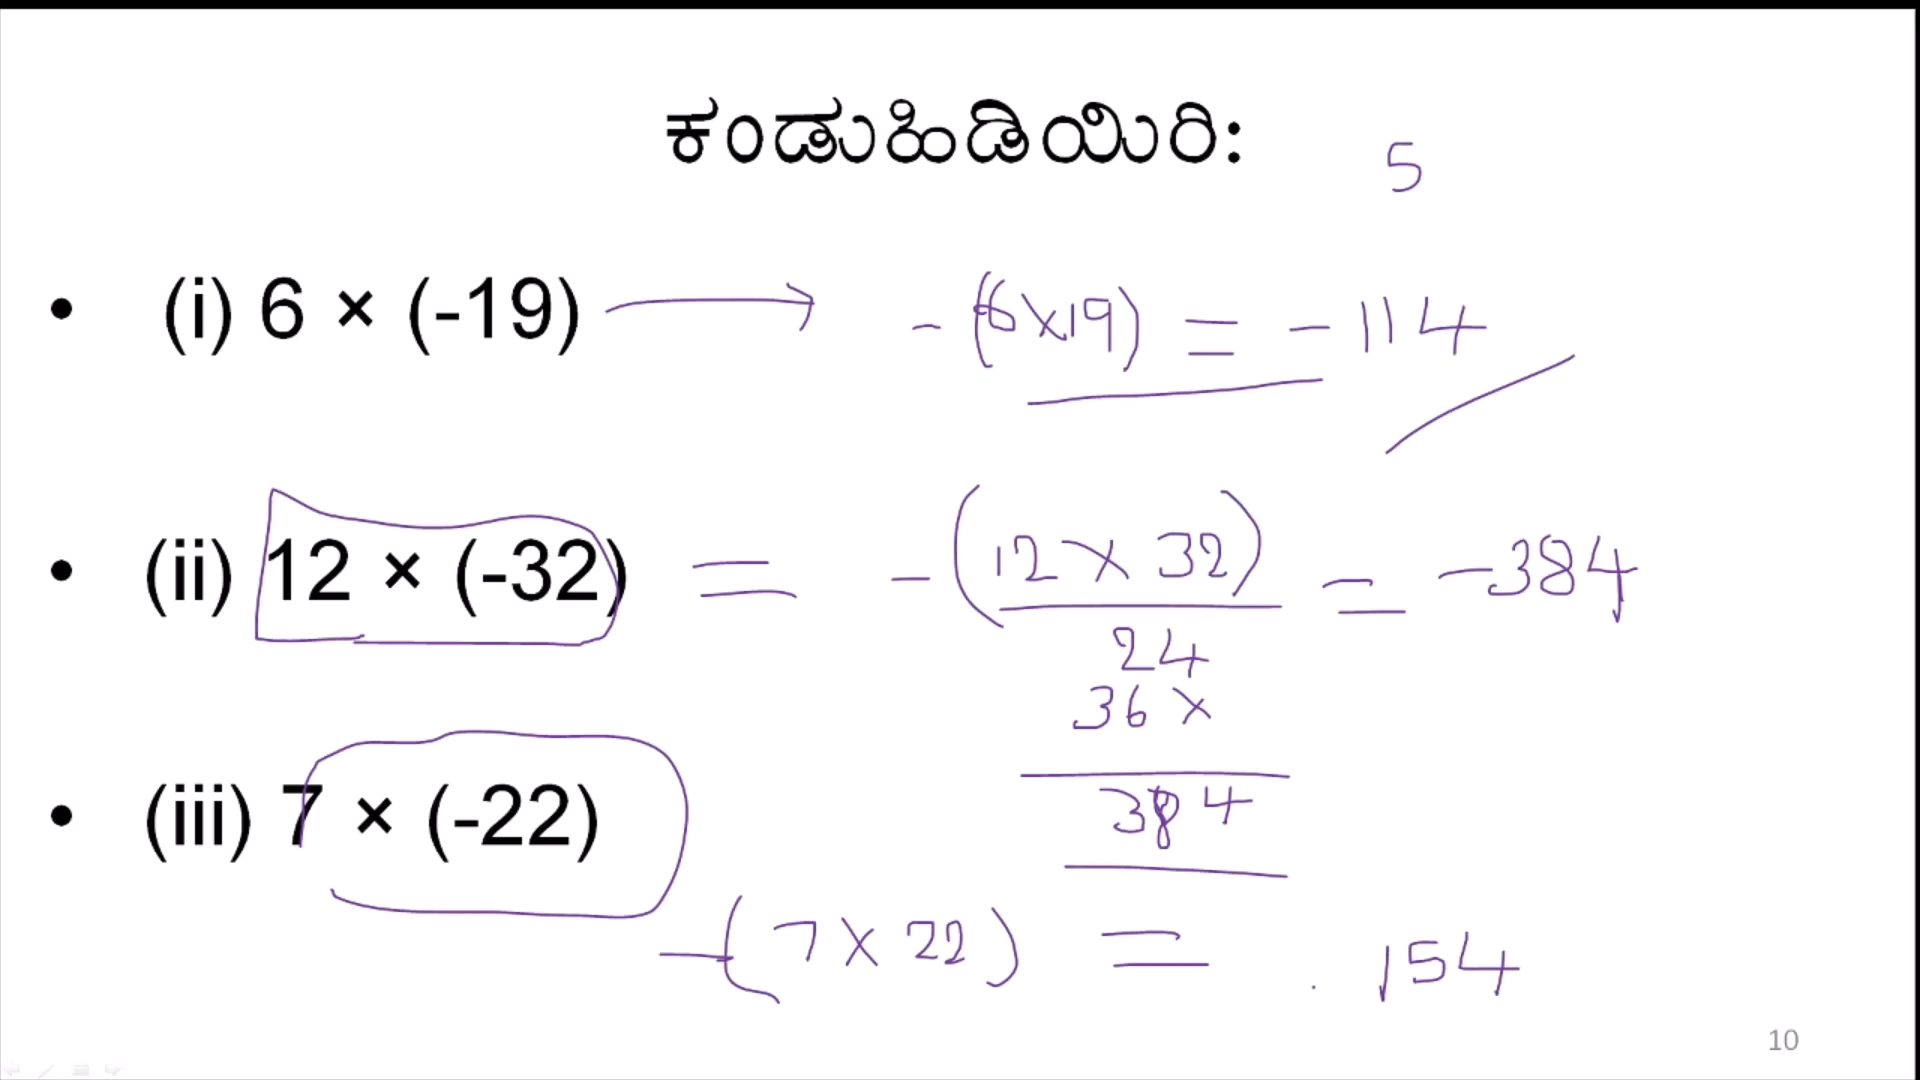 ಕಂಡುಹಿಡಿಯಿರಿ:
5
• (i) 6 × (-19) → - (6×19) = - 114
• (ii) 12 × (-32) = - (12 × 32) = - 384
24
36 ×
384
• (iii) 7 × (-22)
- (7 × 22) = . 154
10